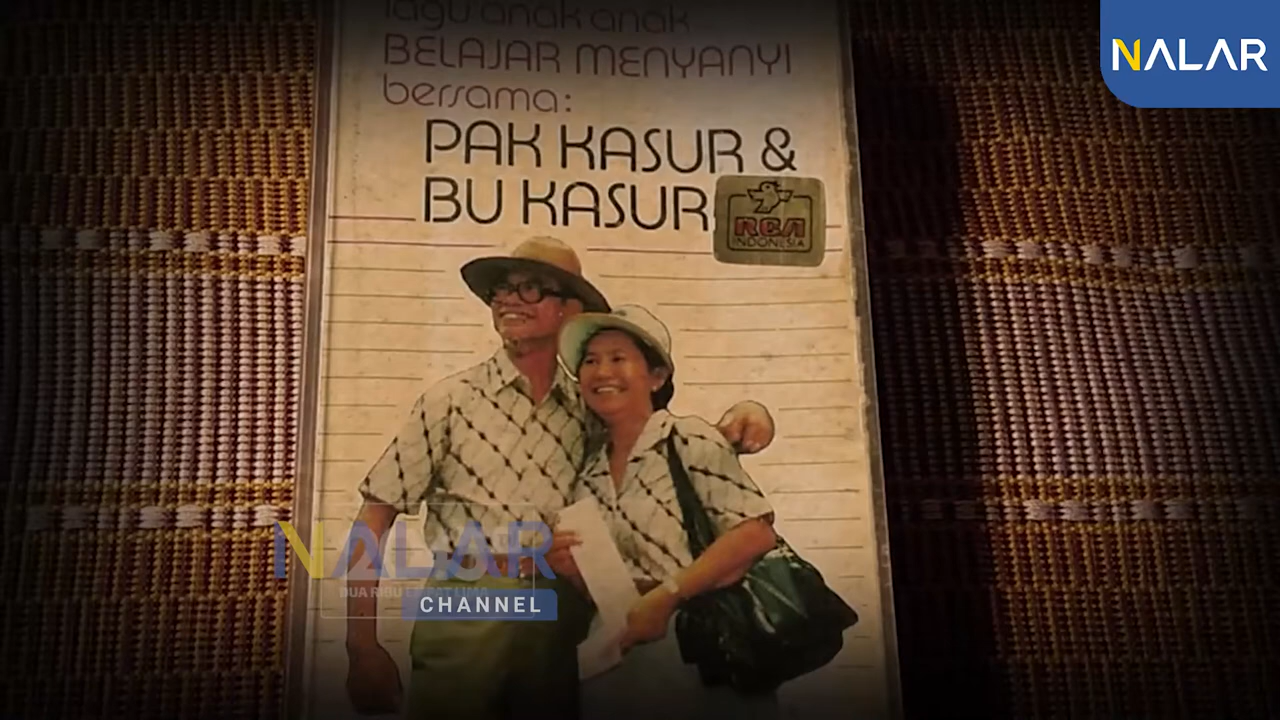 lagu anak anak
BELAJAR MENYANYI
bersama:
PAK KASUR &
BU KASUR
RCA
INDONESIA
NALAR
NALAR
CHANNEL